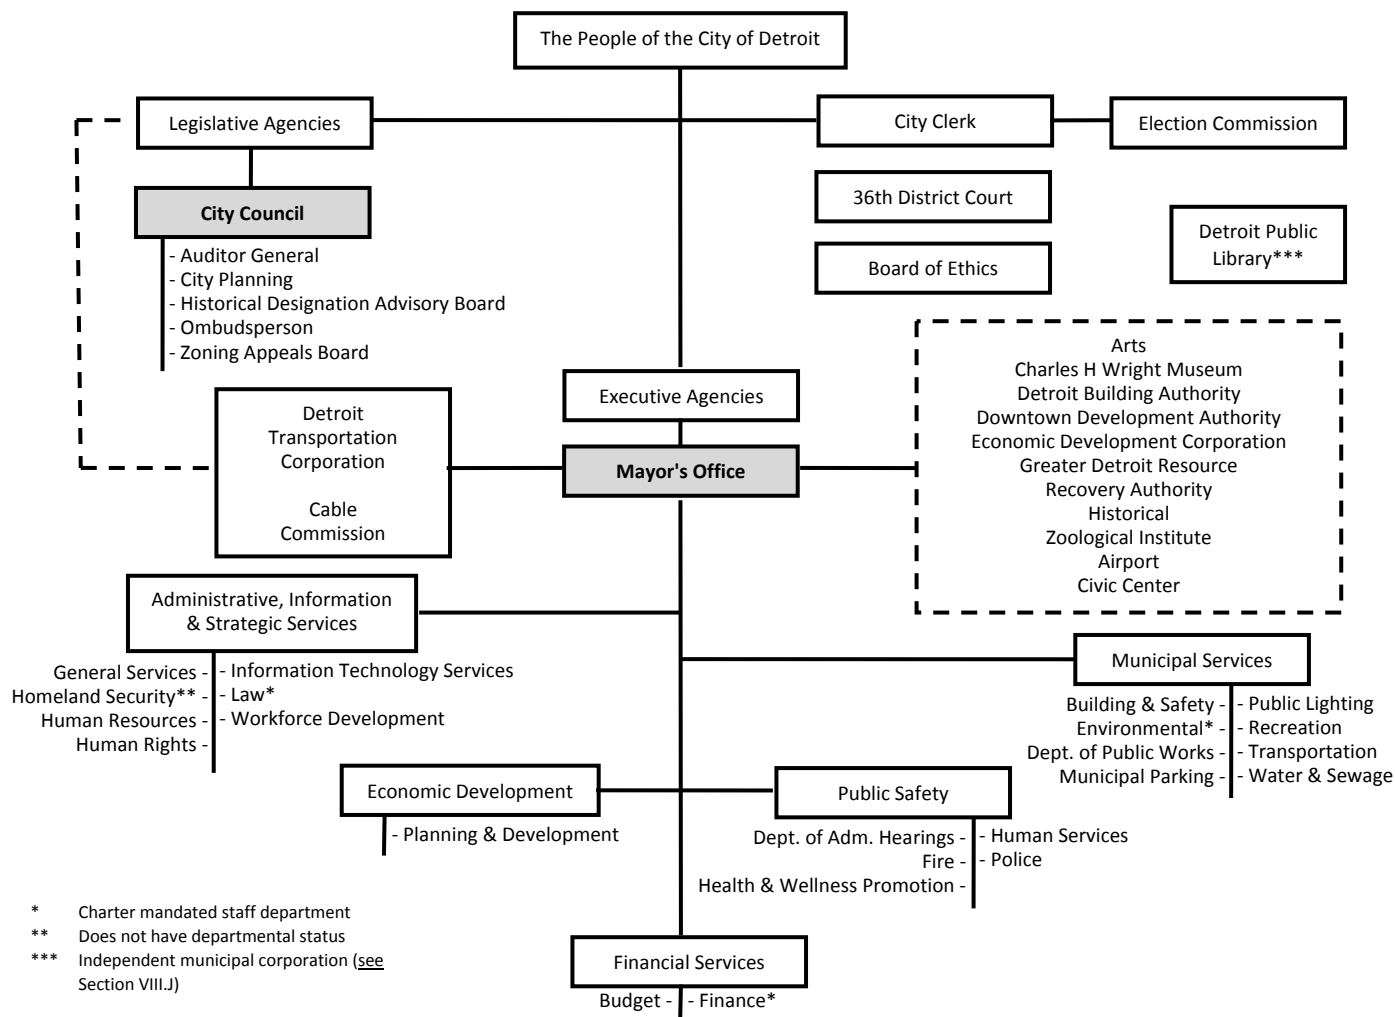 The People of the City of Detroit
Legislative Agencies
City Clerk
Election Commission
City Council
- Auditor General
- City Planning
- Historical Designation Advisory Board
- Ombudsperson
- Zoning Appeals Board
36th District Court
Board of Ethics
Detroit Public
Library***
Detroit
Transportation
Corporation
Cable
Commission
Executive Agencies
Mayor's Office
Arts
Charles H Wright Museum
Detroit Building Authority
Downtown Development Authority
Economic Development Corporation
Greater Detroit Resource
Recovery Authority
Historical
Zoological Institute
Airport
Civic Center
Administrative, Information
& Strategic Services
General Services -
Homeland Security** -
Human Resources -
Human Rights -
- Information Technology Services
- Law*
- Workforce Development
Municipal Services
Building & Safety -
Environmental* -
Dept. of Public Works -
Municipal Parking -
- Public Lighting
- Recreation
- Transportation
- Water & Sewage
Economic Development
- Planning & Development
Public Safety
Dept. of Adm. Hearings -
Fire -
Health & Wellness Promotion -
- Human Services
- Police
Financial Services
Budget -
- Finance*
* Charter mandated staff department
** Does not have departmental status
*** Independent municipal corporation (see
Section VIII.J)